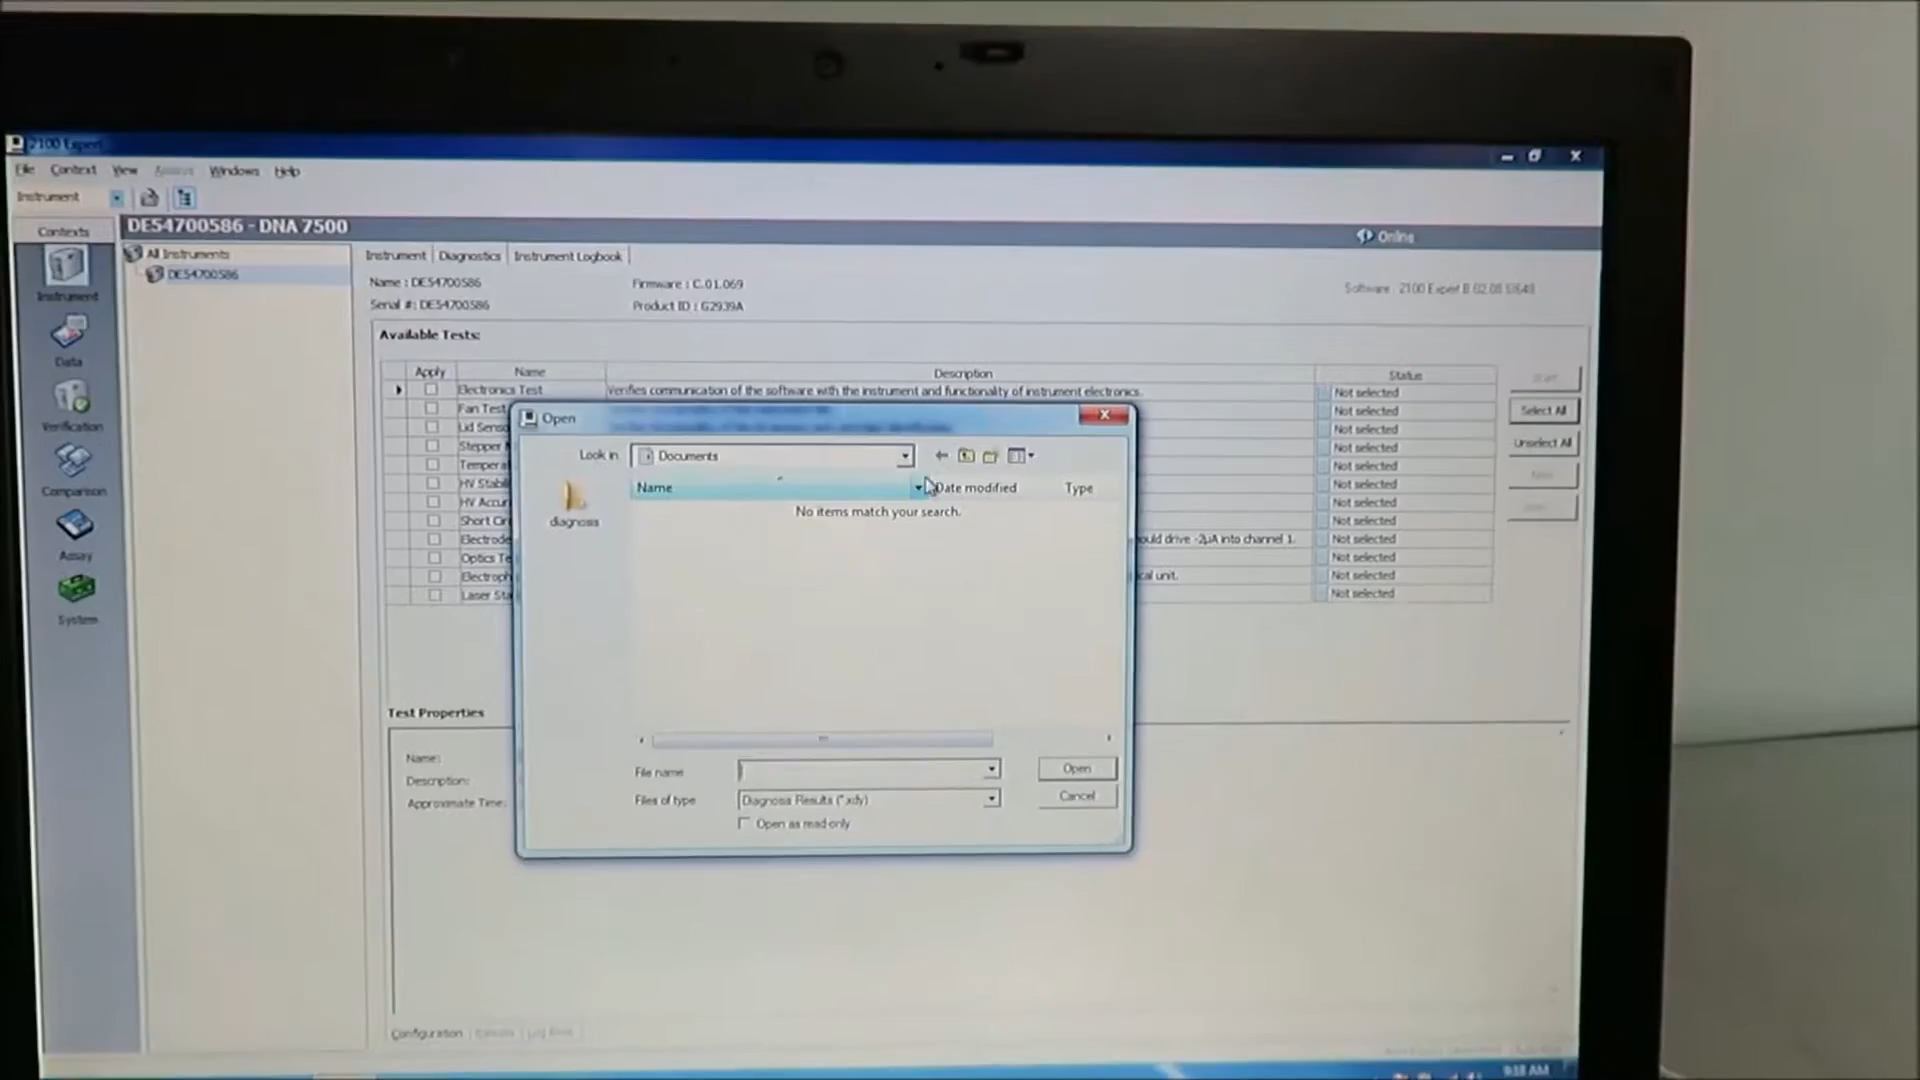 2100 Expert
File Context View Windows Help
Instrument
Contexts
DE54700586 - DNA 7500
Online
All Instruments
DE54700586
Instrument Diagnostics Instrument Logbook
Name : DE54700586
Firmware : C.01.069
Serial #: DE54700586
Product ID : G2939A
Software : 2100 Expert B.02.08
Instrument
Data
Verification
Comparison
Assay
System
Available Tests:
Apply Name Description Status
Electronics Test Verifies communication of the software with the instrument and functionality of instrument electronics. Not selected
Fan Test Not selected
Lid Senso Not selected
Stepper Not selected
Tempera Not selected
HV Stabil Not selected
HV Accur Not selected
Short Cir Not selected
Electrode ould drive -2µA into channel 1. Not selected
Optics Te Not selected
Electroph cal unit. Not selected
Laser Sta Not selected
Start
Select All
Unselect All
Open
Look in Documents
Name Date modified Type
No items match your search.
diagnosis
File name
Files of type Diagnosis Results (*.xdy)
Open as read only
Open
Cancel
Test Properties
Name:
Description:
Approximate Time:
Configuration
9:38 AM